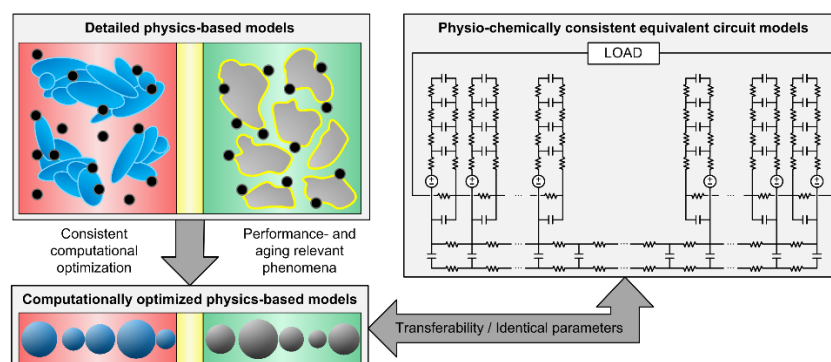 Detailed physics-based models
Physio-chemically consistent equivalent circuit models
LOAD
Consistent
computational
optimization
Performance- and
aging relevant
phenomena
Computationally optimized physics-based models
Transferability / Identical parameters